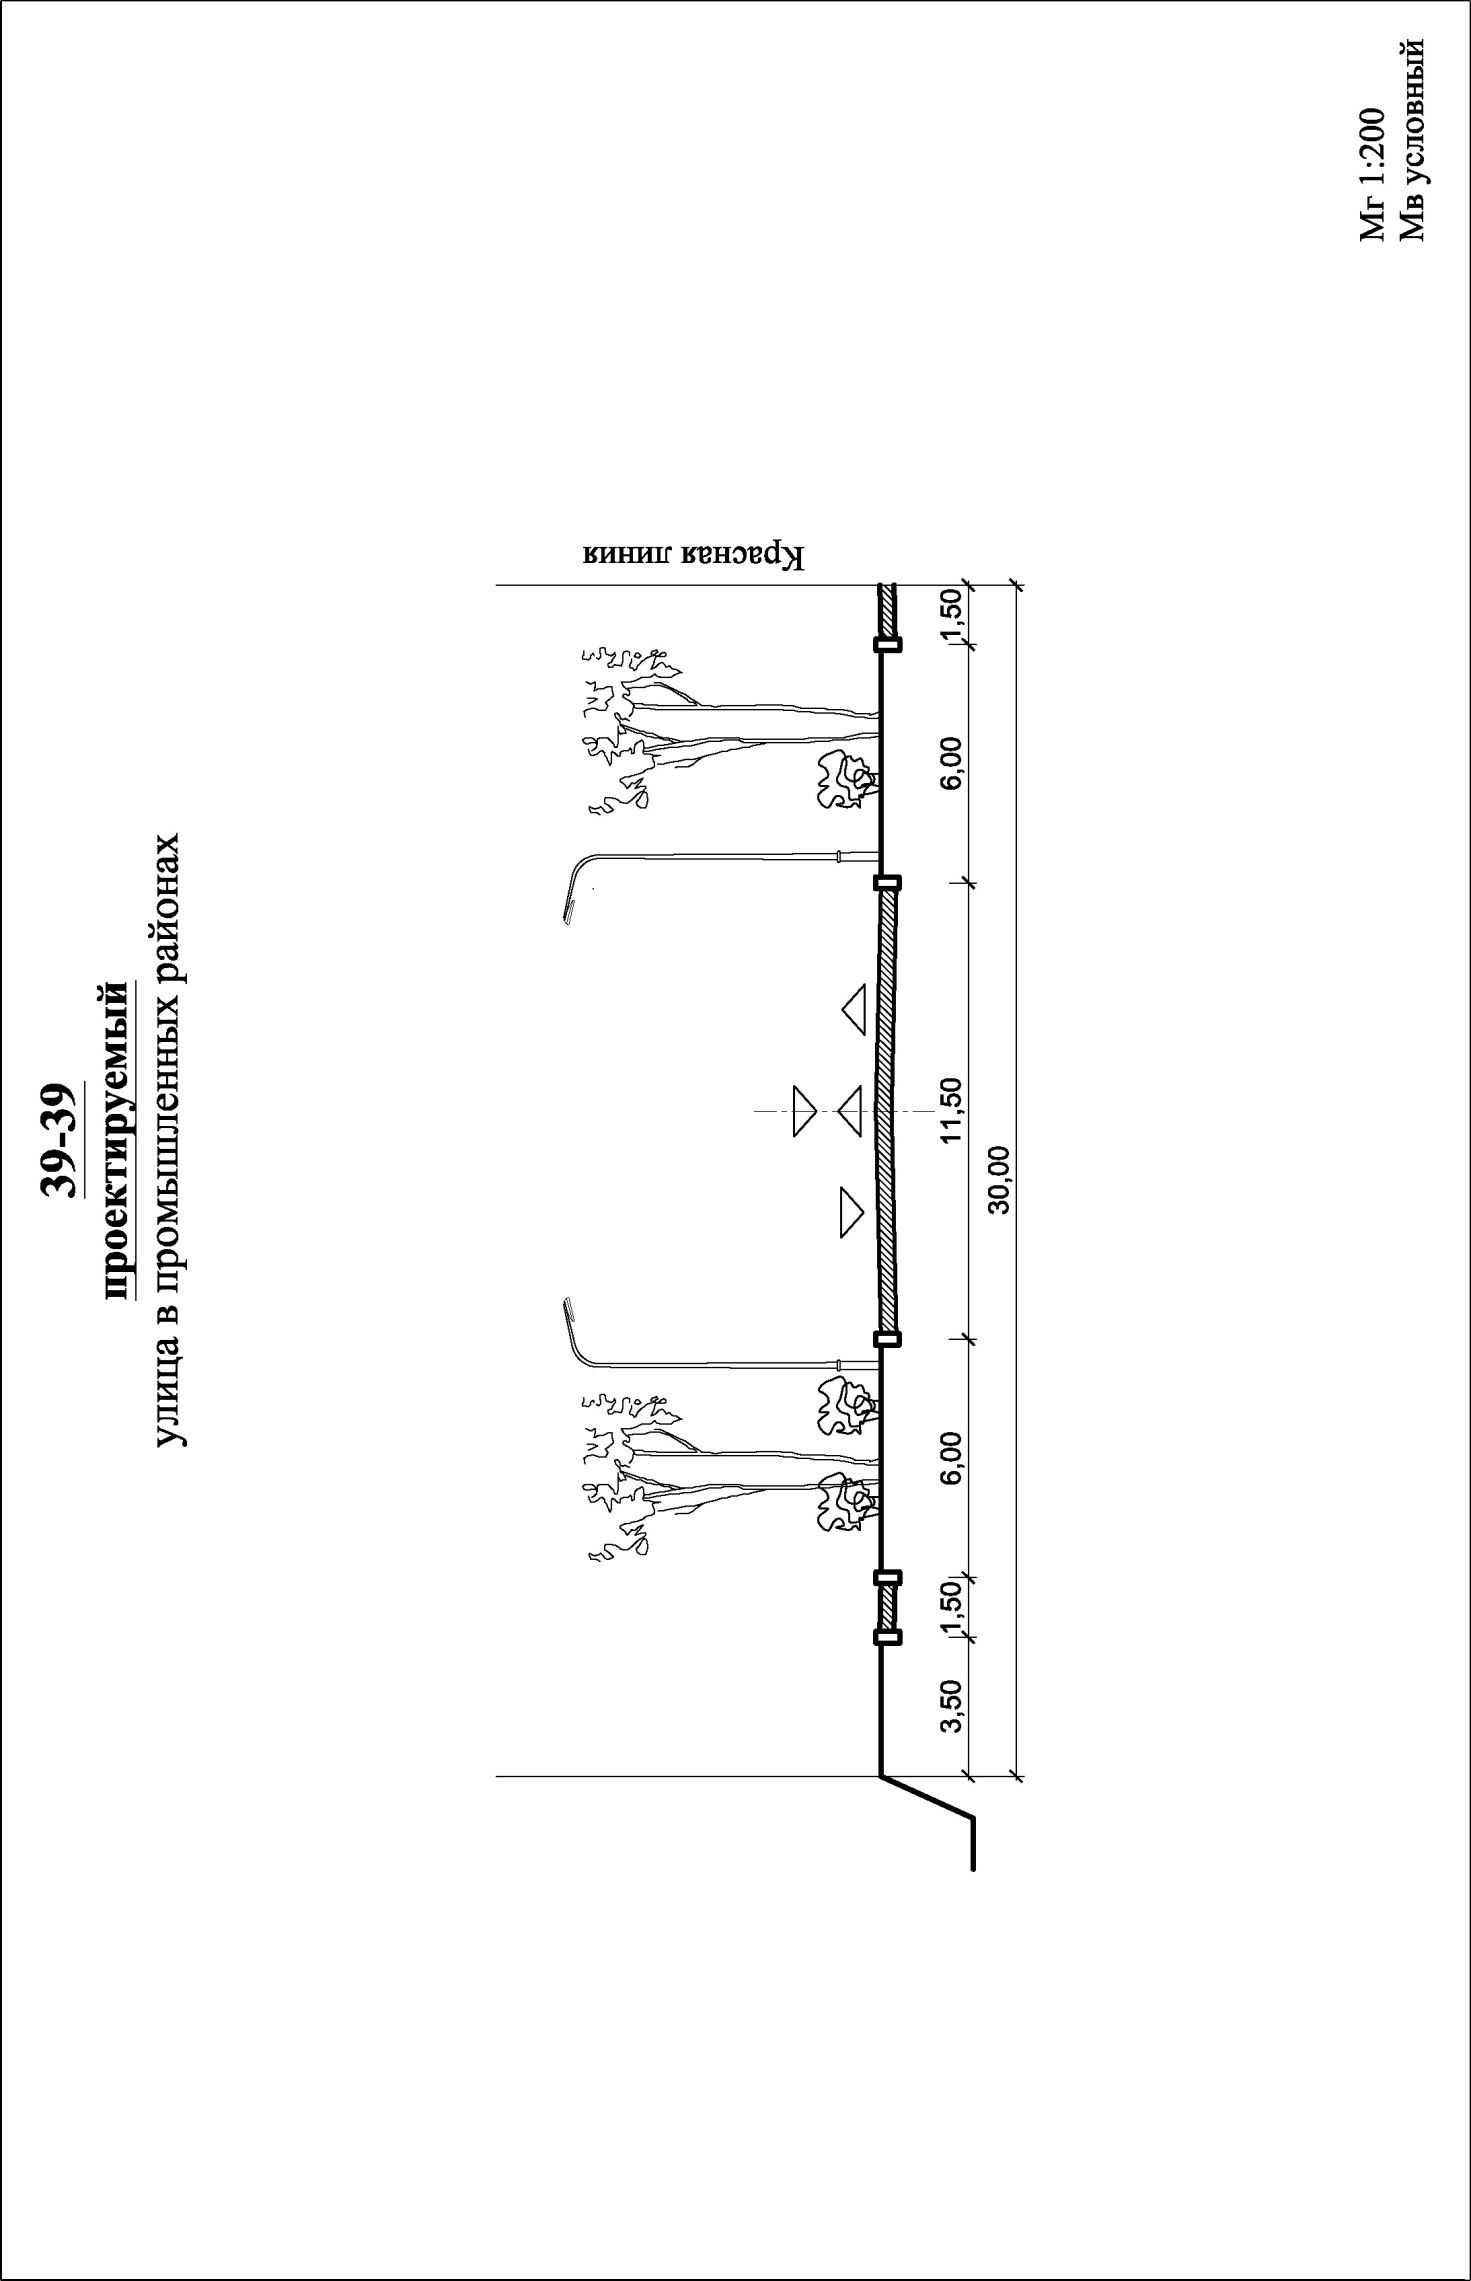 39-39
проектируемый
улица в промышленных районах
Красная линия
3,50
1,50
6,00
11,50
6,00
1,50
30,00
Мг 1:200
Мв условный